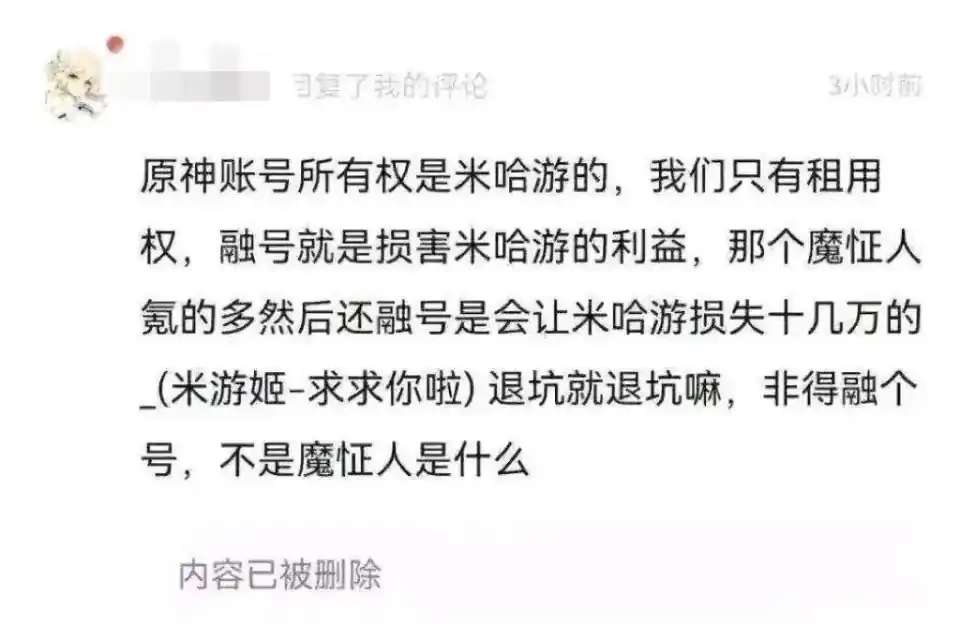 回复了我的评论
3小时前
原神账号所有权是米哈游的，我们只有租用
权，融号就是损害米哈游的利益，那个魔怔人
氪的多然后还融号是会让米哈游损失十几万的
_(米游姬-求求你啦) 退坑就退坑嘛，非得融个
号，不是魔怔人是什么
内容已被删除